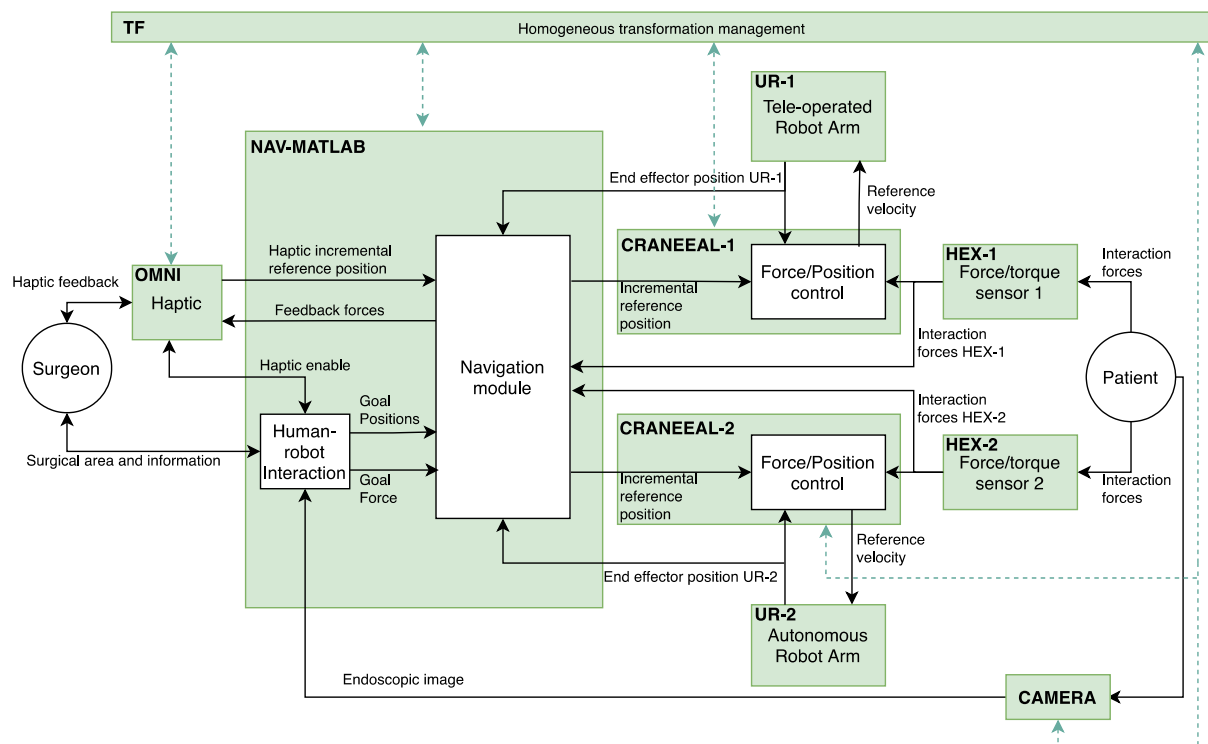 TF
Homogeneous transformation management
UR-1
Tele-operated
Robot Arm
NAV-MATLAB
End effector position UR-1
Reference
velocity
CRANEEAL-1
Force/Position
control
HEX-1
Force/torque
sensor 1
Interaction
forces
Haptic incremental
reference position
OMNI
Haptic
Haptic feedback
Incremental
reference
position
Feedback forces
Interaction
forces HEX-1
Surgeon
Haptic enable
Navigation
module
Patient
Goal
Positions
Interaction
forces HEX-2
CRANEEAL-2
Human-
robot
Interaction
Force/Position
control
HEX-2
Force/torque
sensor 2
Surgical area and information
Goal
Force
Incremental
reference
position
Interaction
forces
Reference
velocity
End effector position UR-2
UR-2
Autonomous
Robot Arm
Endoscopic image
CAMERA